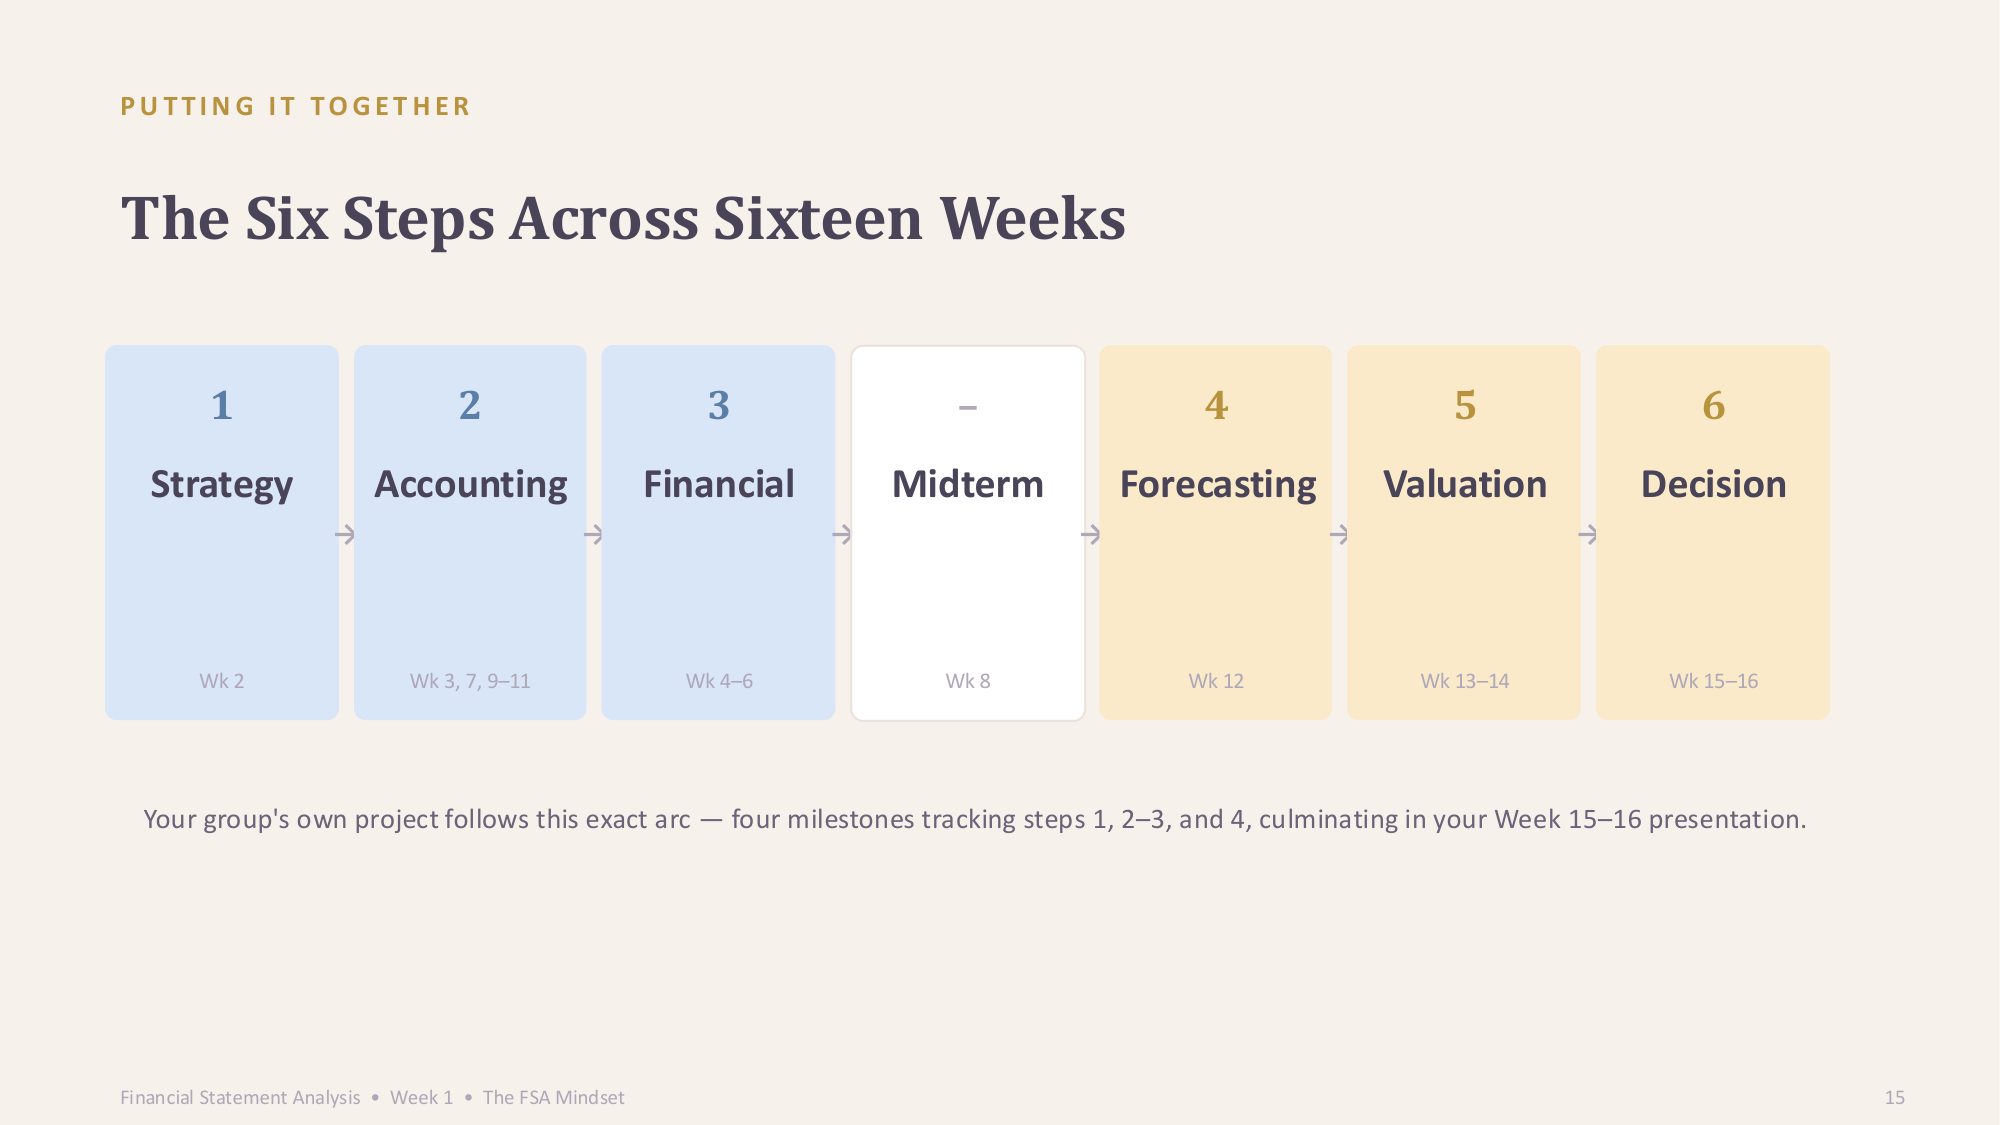 PUTTING IT TOGETHER
The Six Steps Across Sixteen Weeks
1
Strategy
Wk 2
→
2
Accounting
Wk 3, 7, 9–11
→
3
Financial
Wk 4–6
→
–
Midterm
Wk 8
→
4
Forecasting
Wk 12
→
5
Valuation
Wk 13–14
→
6
Decision
Wk 15–16
Your group's own project follows this exact arc — four milestones tracking steps 1, 2–3, and 4, culminating in your Week 15–16 presentation.
Financial Statement Analysis • Week 1 • The FSA Mindset
15